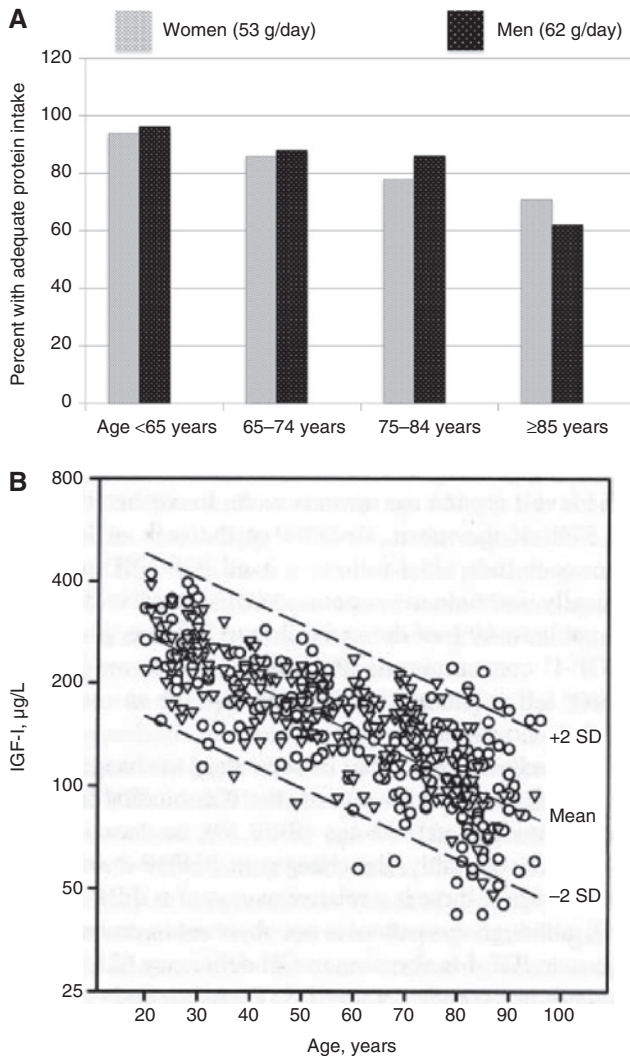 A
Women (53 g/day)
Men (62 g/day)
Percent with adequate protein intake
120
100
80
60
40
20
0
Age <65 years
65–74 years
75–84 years
≥85 years
B
IGF-I, µg/L
800
400
200
100
50
25
+2 SD
Mean
–2 SD
20
30
40
50
60
70
80
90
100
Age, years